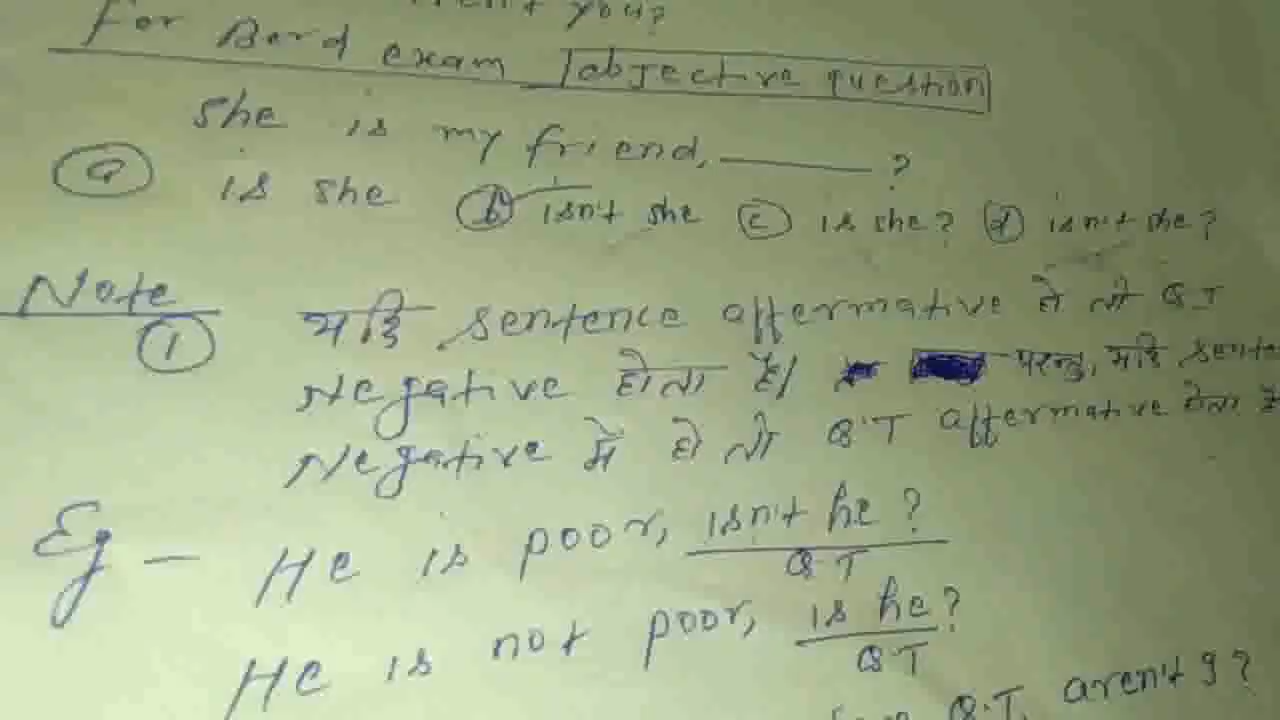 you?
For Bord exam objective question
She is my friend, ______ ?
(a) is she (b) isn't she (c) is she? (d) isn't she?
Note
(1) यदि sentence affermative हो तो Q T
Negative होता है। परन्तु, यदि sente
Negative में हो तो Q.T affermative होता है
Eg - He is poor, isn't he?
Q.T
He is not poor, is he?
Q.T
Q.T. aren't I?